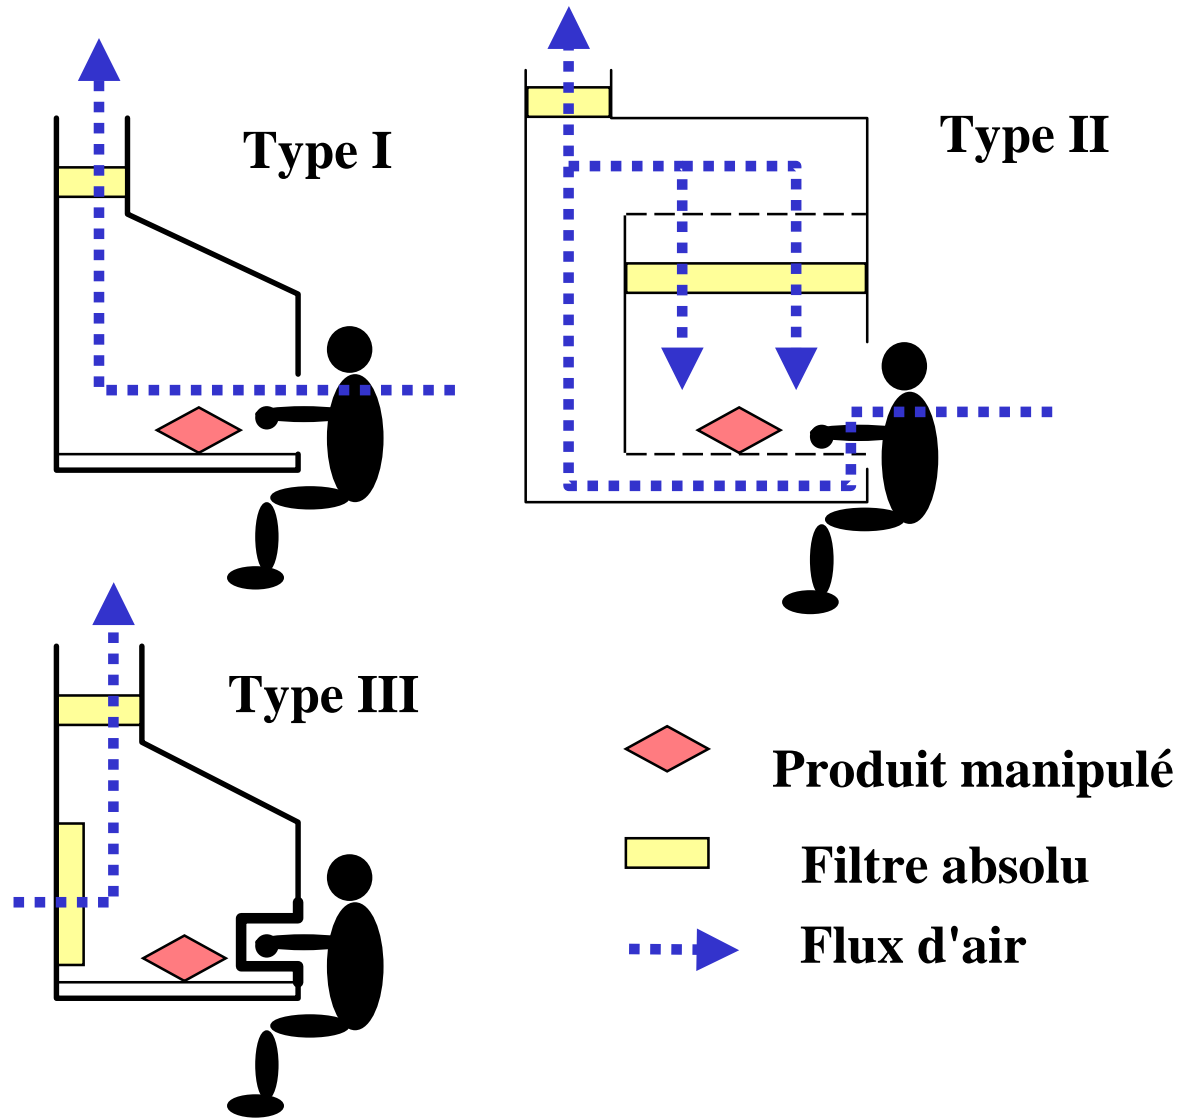 Type I
Type II
Type III
Produit manipulé
Filtre absolu
Flux d'air